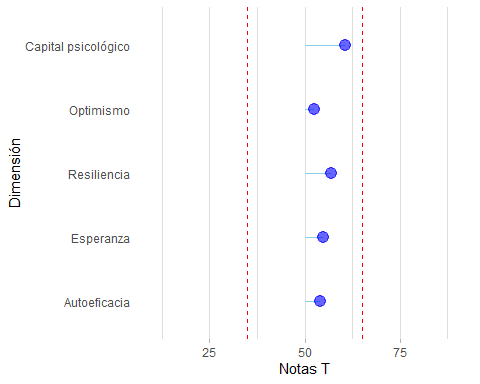 Capital psicológico
Optimismo
Resiliencia
Esperanza
Autoeficacia
Dimensión
25 50 75
Notas T